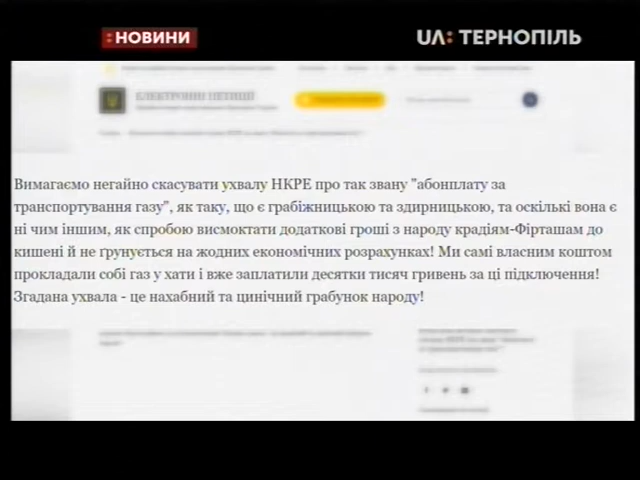 :НОВИНИ
UA: ТЕРНОПІЛЬ
ЕЛЕКТРОННІ ПЕТИЦІЇ
Вимагаємо негайно скасувати ухвалу НКРЕ про так звану "абонплату за
транспортування газу", як таку, що є грабіжницькою та здирницькою, та оскільки вона є
ні чим іншим, як спробою висмоктати додаткові гроші з народу крадіям-Фірташам до
кишені й не ґрунується на жодних економічних розрахунках! Ми самі власним коштом
прокладали собі газ у хати і вже заплатили десятки тисяч гривень за ці підключення!
Згадана ухвала - це нахабний та цинічний грабунок народу!